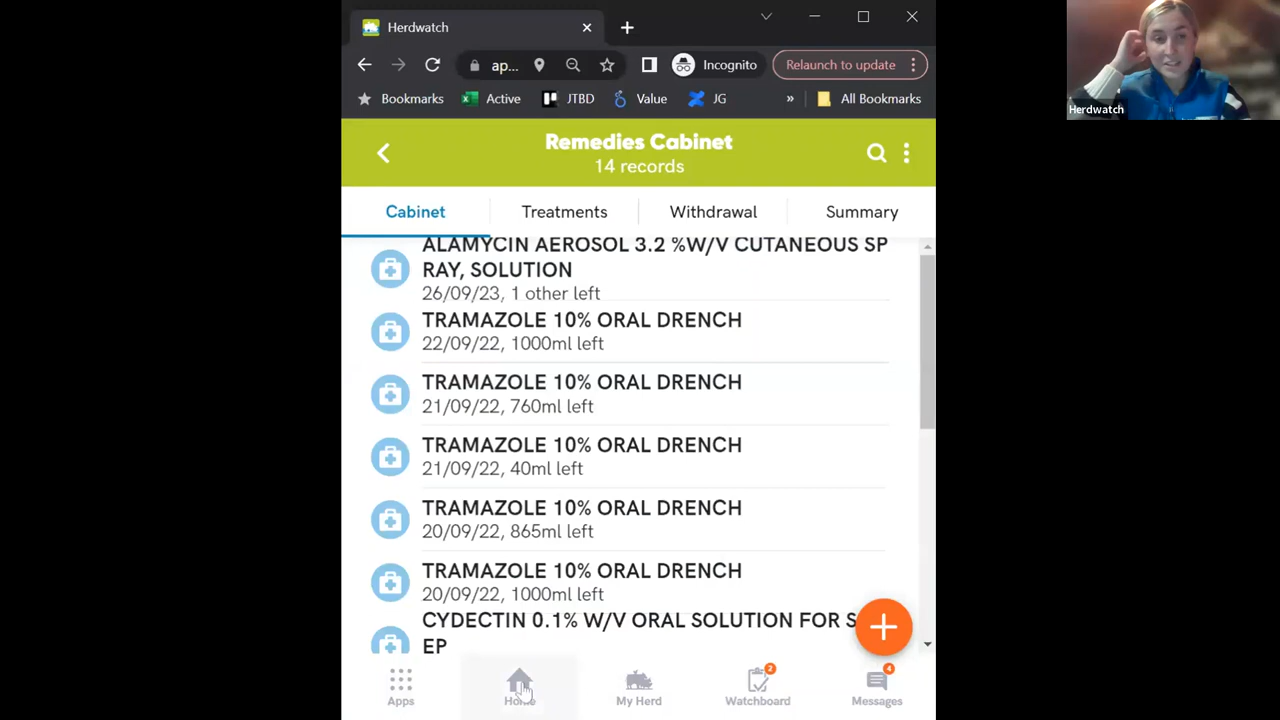 Herdwatch
ap...
Incognito
Relaunch to update
Bookmarks
Active
JTBD
Value
JG
»
All Bookmarks
Herdwatch
Remedies Cabinet
14 records
Cabinet
Treatments
Withdrawal
Summary
ALAMYCIN AEROSOL 3.2 %W/V CUTANEOUS SP
RAY, SOLUTION
26/09/23, 1 other left
TRAMAZOLE 10% ORAL DRENCH
22/09/22, 1000ml left
TRAMAZOLE 10% ORAL DRENCH
21/09/22, 760ml left
TRAMAZOLE 10% ORAL DRENCH
21/09/22, 40ml left
TRAMAZOLE 10% ORAL DRENCH
20/09/22, 865ml left
TRAMAZOLE 10% ORAL DRENCH
20/09/22, 1000ml left
CYDECTIN 0.1% W/V ORAL SOLUTION FOR S
EP
Apps
Home
My Herd
2
Watchboard
4
Messages